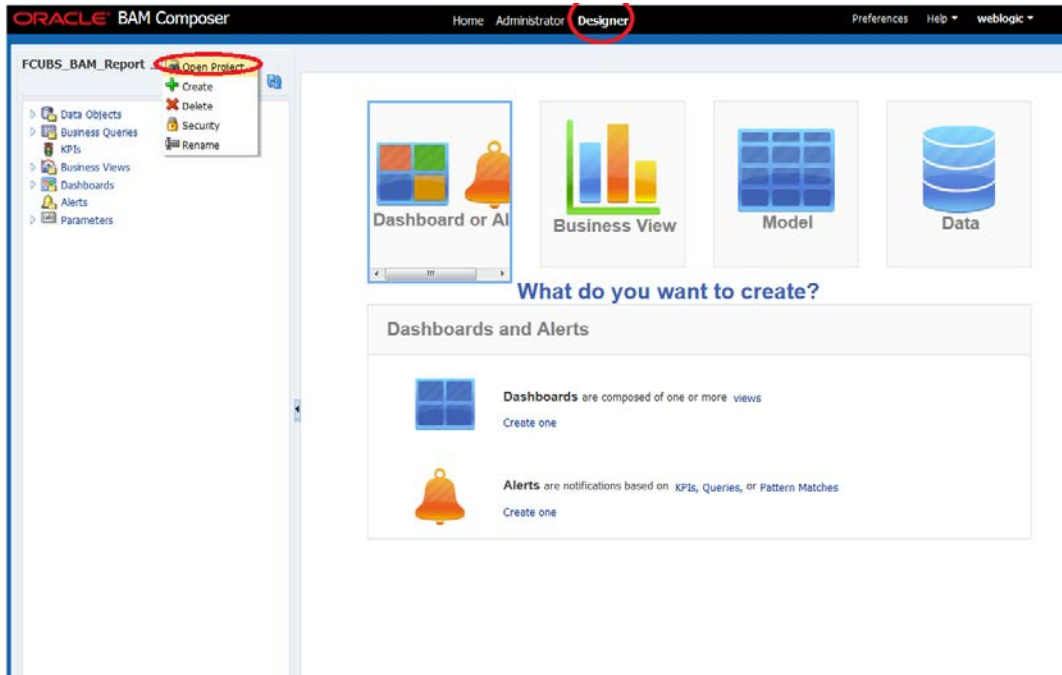 ORACLE BAM Composer
Home Administrator Designer
Preferences Help weblogic
FCUBS_BAM_Report
Open Project
Create
Delete
Security
Rename
Data Objects
Business Queries
KPIs
Business Views
Dashboards
Alerts
Parameters
Dashboard or Al
Business View
Model
Data
What do you want to create?
Dashboards and Alerts
Dashboards are composed of one or more views
Create one
Alerts are notifications based on KPIs, Queries, or Pattern Matches
Create one